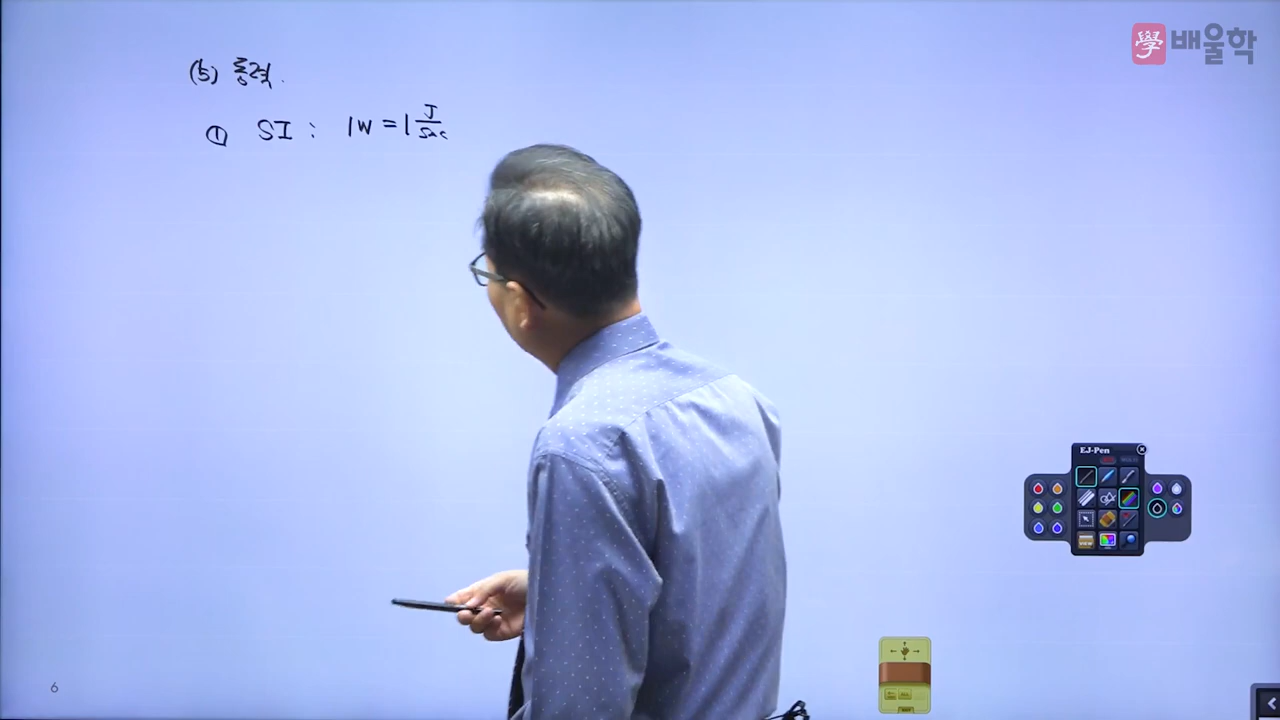 學 배울학
(5) 동력.
① SI : 1W = 1 J/sec
EJ-Pen
6